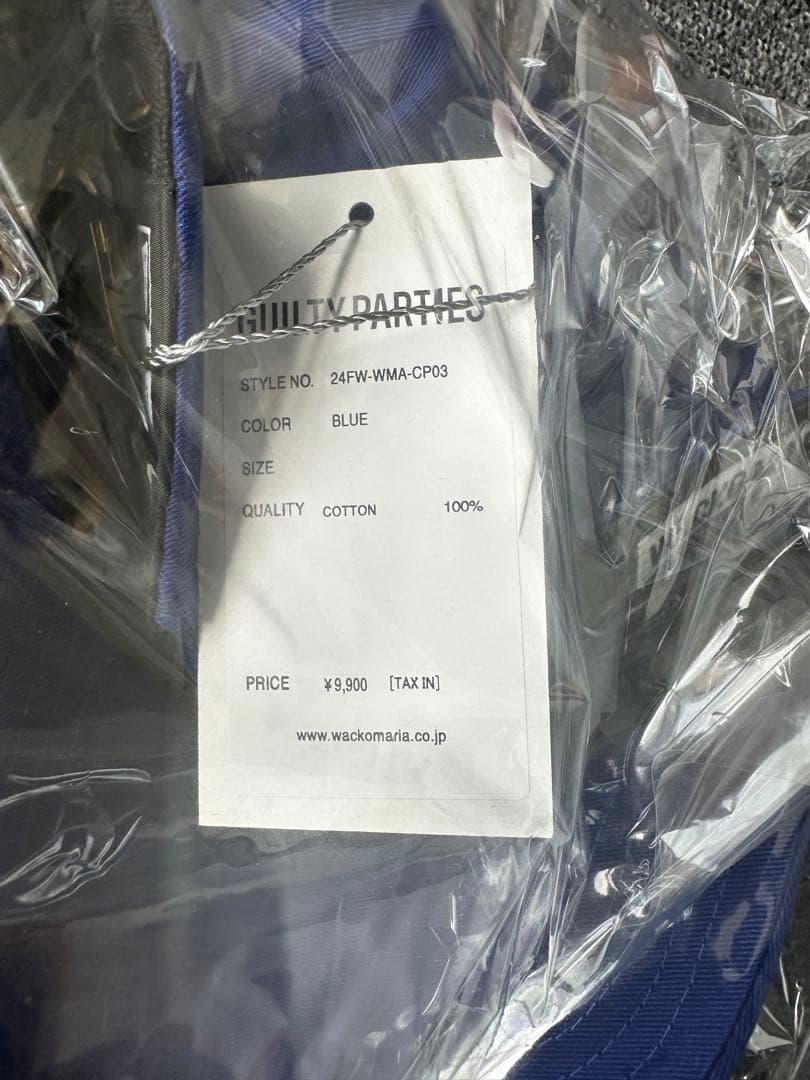 GUILTY PARTIES
STYLE NO. 24FW-WMA-CP03
COLOR BLUE
SIZE
QUALITY COTTON 100%
PRICE ¥9,900 [TAX IN]
www.wackomaria.co.jp